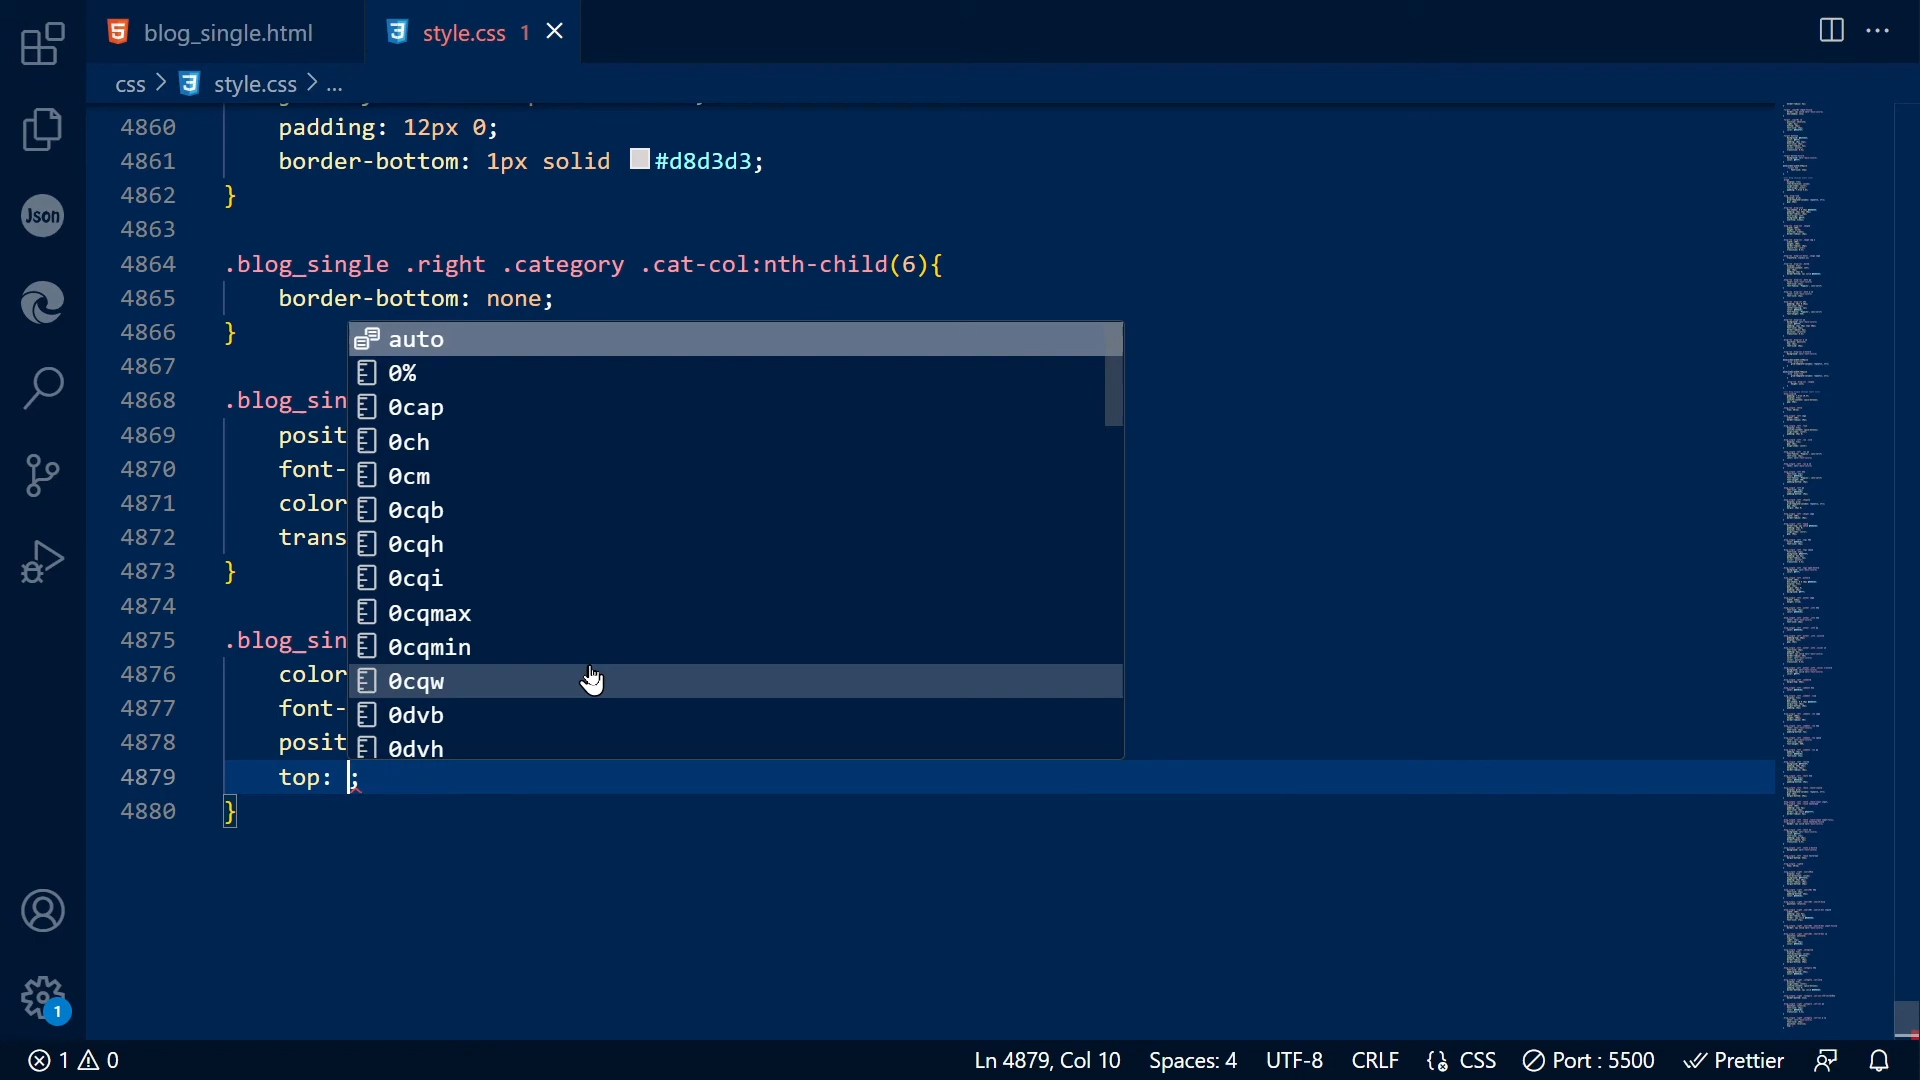 blog_single.html
style.css 1
css > style.css > ...
4860 padding: 12px 0;
4861 border-bottom: 1px solid #d8d3d3;
4862 }
4863
4864 .blog_single .right .category .cat-col:nth-child(6){
4865 border-bottom: none;
4866 }
4867
4868 .blog_sin
4869 posit
4870 font-
4871 color
4872 trans
4873 }
4874
4875 .blog_sin
4876 color
4877 font-
4878 posit
4879 top: ;
4880 }
auto
0%
0cap
0ch
0cm
0cqb
0cqh
0cqi
0cqmax
0cqmin
0cqw
0dvb
0dvh
Json
1
1 0
Ln 4879, Col 10
Spaces: 4
UTF-8
CRLF
CSS
Port : 5500
Prettier